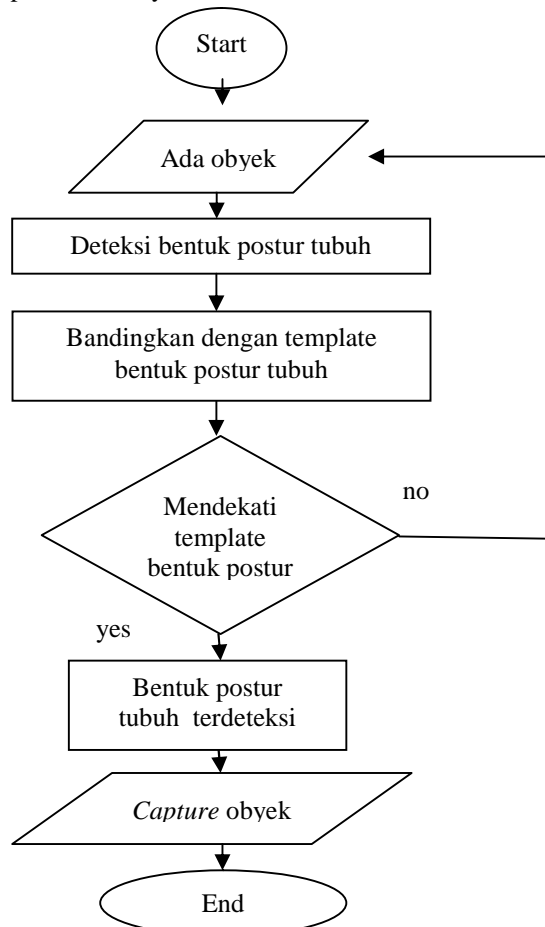 Start
Ada obyek
Deteksi bentuk postur tubuh
Bandingkan dengan template
bentuk postur tubuh
Mendekati
template
bentuk postur
no
yes
Bentuk postur
tubuh terdeteksi
Capture obyek
End